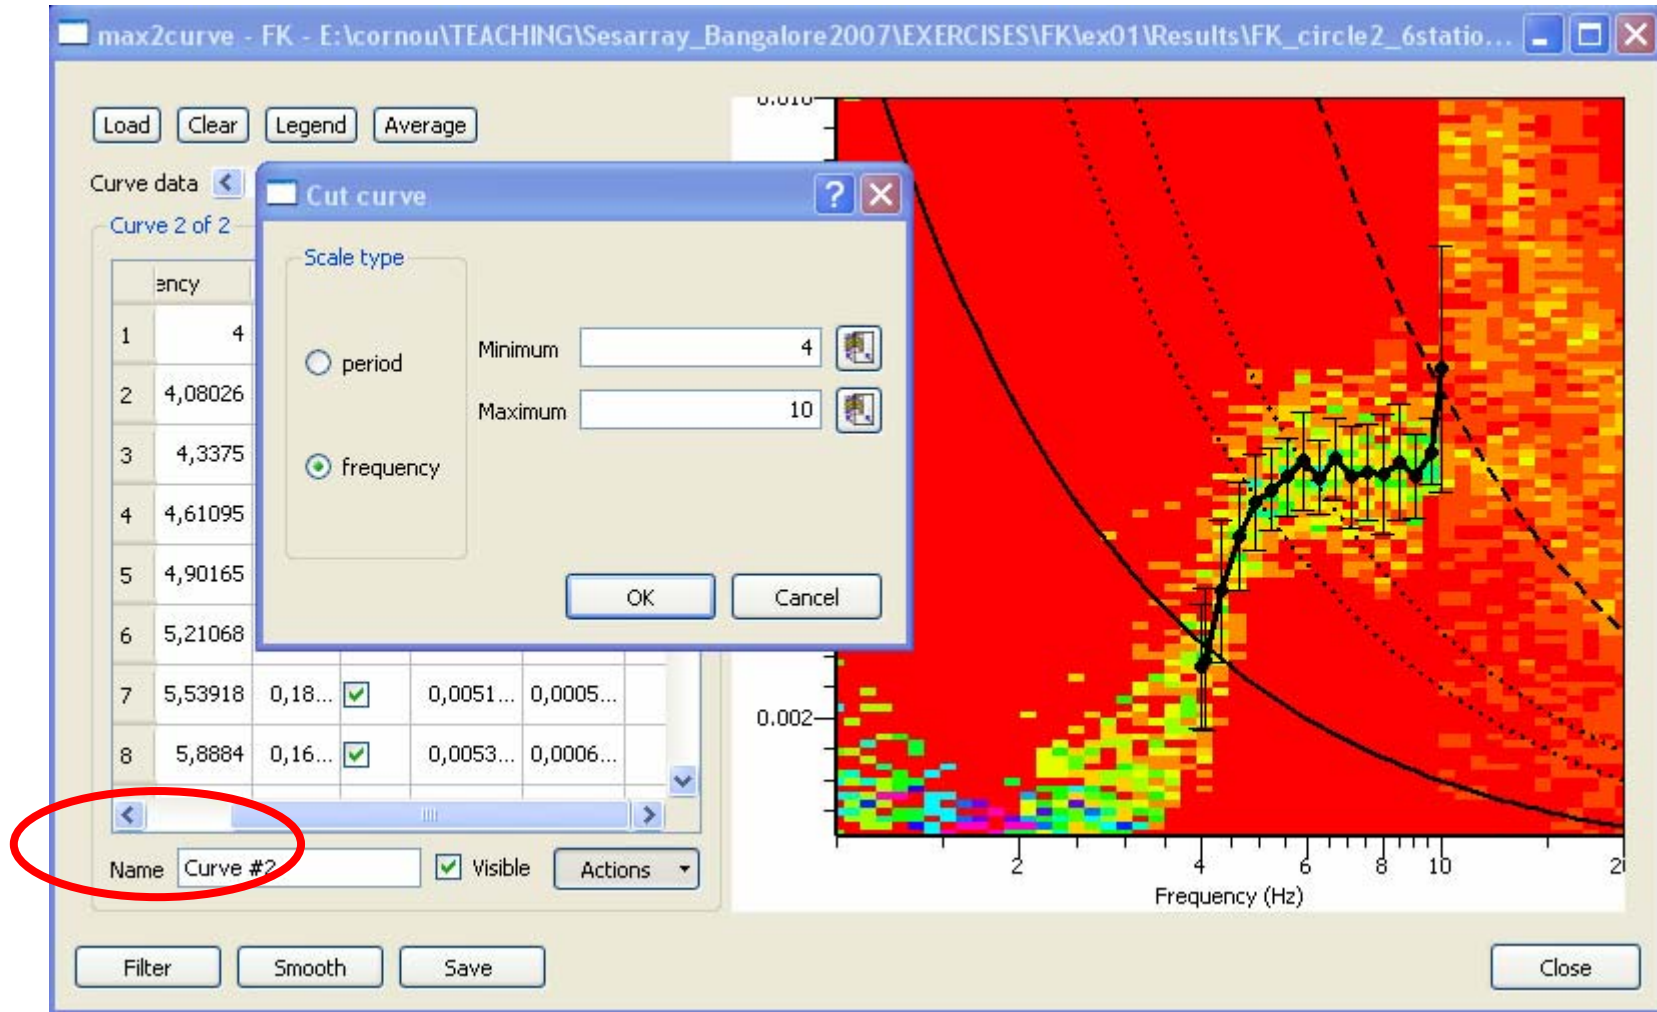 max2curve - FK - E:\cornou\TEACHING\Sesarray_Bangalore2007\EXERCISES\FK\ex01\Results\FK_circle2_6statio...
Load Clear Legend Average
Curve data <
Curve 2 of 2
ency
1 4
2 4,08026
3 4,3375
4 4,61095
5 4,90165
6 5,21068
7 5,53918 0,18... 0,0051... 0,0005...
8 5,8884 0,16... 0,0053... 0,0006...
Name Curve #2 Visible Actions
Filter Smooth Save
Close
Cut curve ?
Scale type
period
frequency
Minimum 4
Maximum 10
OK Cancel
0.010
0.002
2 4 6 8 10
Frequency (Hz)